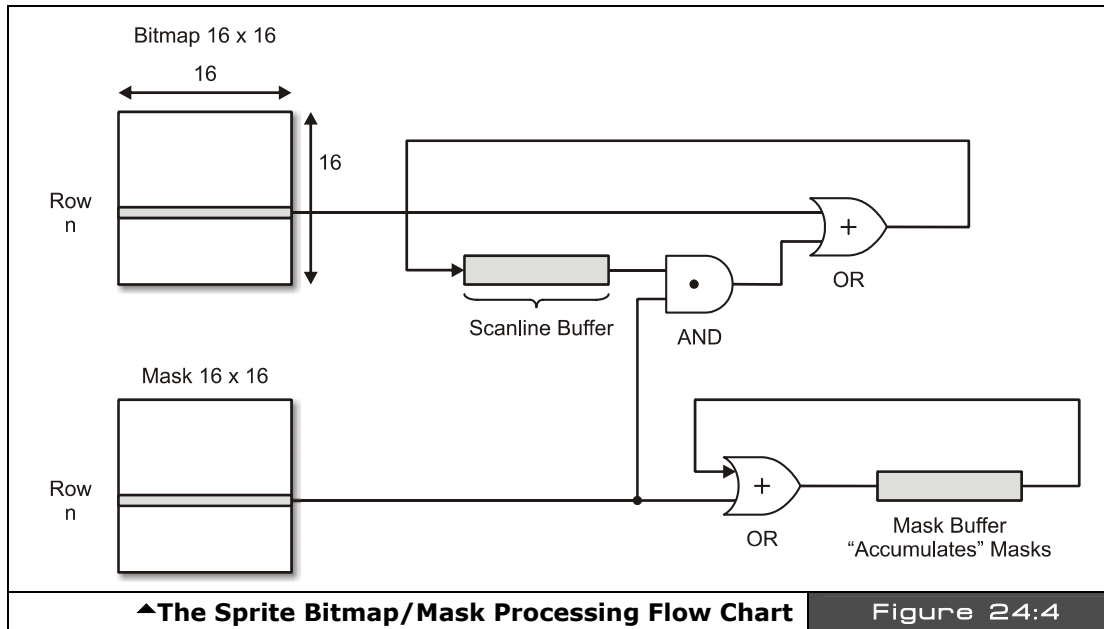 Bitmap 16 x 16
16
16
Row
n
+
OR
•
Scanline Buffer
AND
Mask 16 x 16
Row
n
+
OR
Mask Buffer
“Accumulates” Masks
▲The Sprite Bitmap/Mask Processing Flow Chart
Figure 24:4